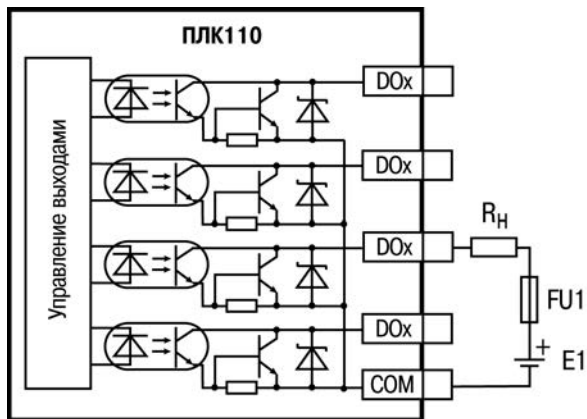 ПЛК110
Управление выходами
DOx
DOx
DOx
DOx
COM
RН
FU1
+
E1